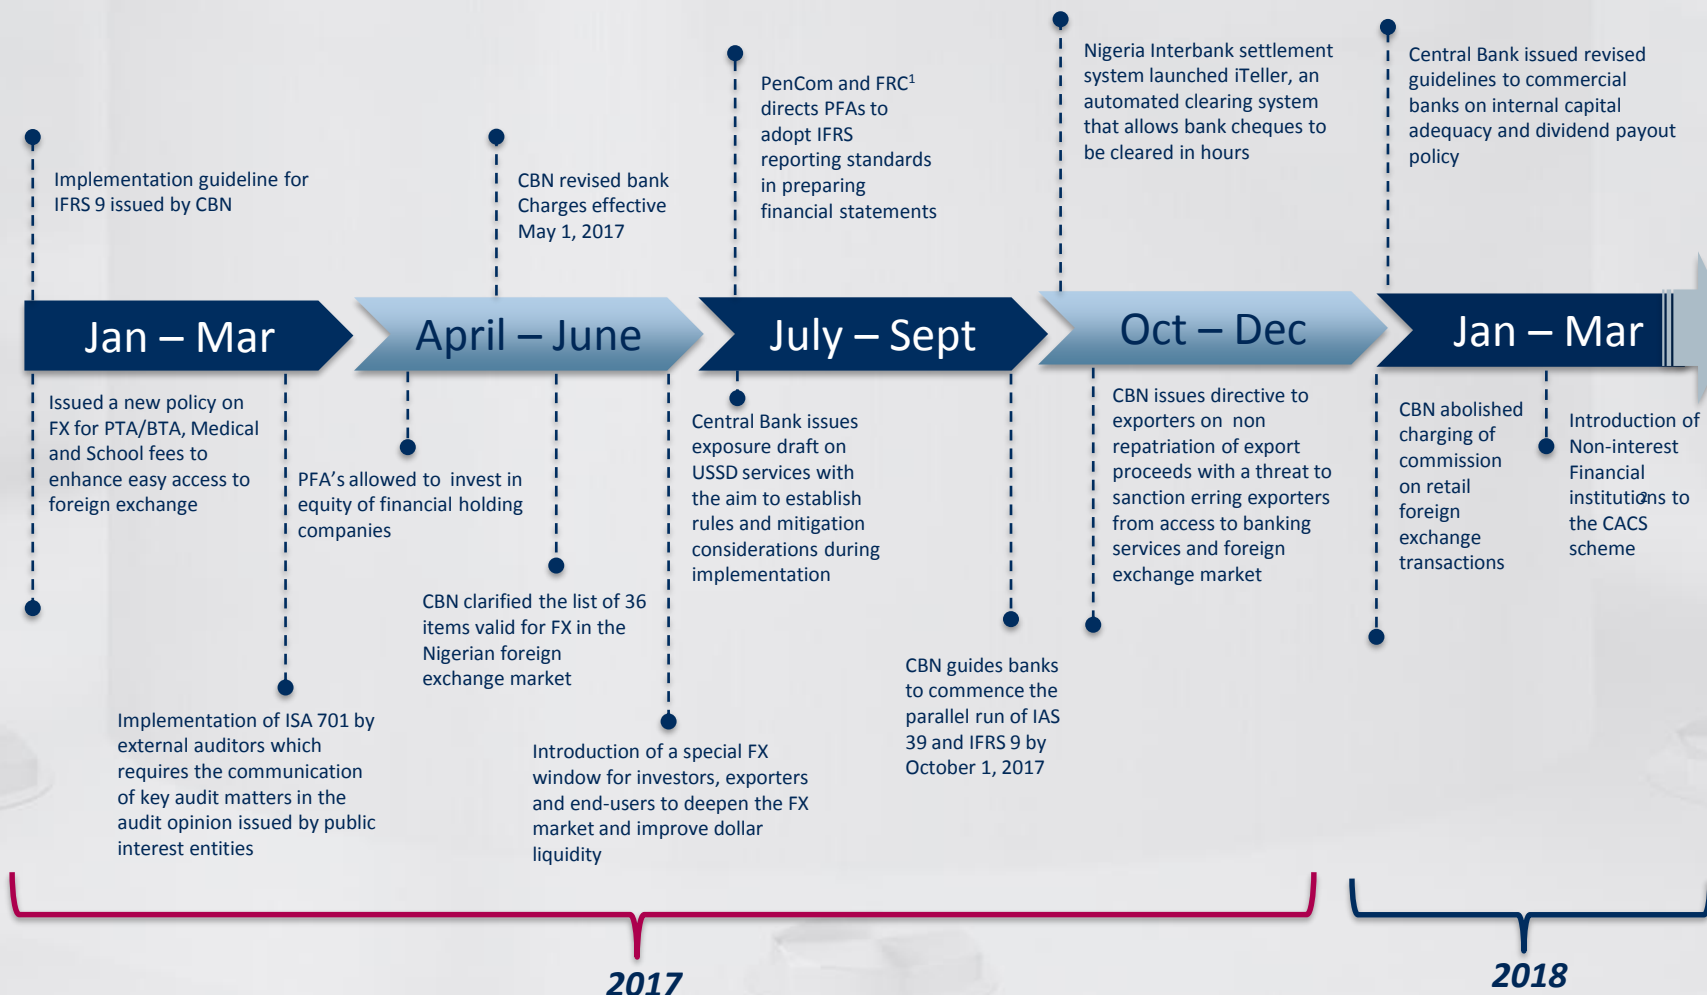 Implementation guideline for
IFRS 9 issued by CBN
CBN revised bank
Charges effective
May 1, 2017
PenCom and FRC1
directs PFAs to
adopt IFRS
reporting standards
in preparing
financial statements
Nigeria Interbank settlement
system launched iTeller, an
automated clearing system
that allows bank cheques to
be cleared in hours
Central Bank issued revised
guidelines to commercial
banks on internal capital
adequacy and dividend payout
policy
Jan – Mar
April – June
July – Sept
Oct – Dec
Jan – Mar
Issued a new policy on
FX for PTA/BTA, Medical
and School fees to
enhance easy access to
foreign exchange
Implementation of ISA 701 by
external auditors which
requires the communication
of key audit matters in the
audit opinion issued by public
interest entities
PFA's allowed to invest in
equity of financial holding
companies
CBN clarified the list of 36
items valid for FX in the
Nigerian foreign
exchange market
Introduction of a special FX
window for investors, exporters
and end-users to deepen the FX
market and improve dollar
liquidity
Central Bank issues
exposure draft on
USSD services with
the aim to establish
rules and mitigation
considerations during
implementation
CBN guides banks
to commence the
parallel run of IAS
39 and IFRS 9 by
October 1, 2017
CBN issues directive to
exporters on non
repatriation of export
proceeds with a threat to
sanction erring exporters
from access to banking
services and foreign
exchange market
CBN abolished
charging of
commission
on retail
foreign
exchange
transactions
Introduction of
Non-interest
Financial
institutions to
2
the CACS
scheme
2017
2018